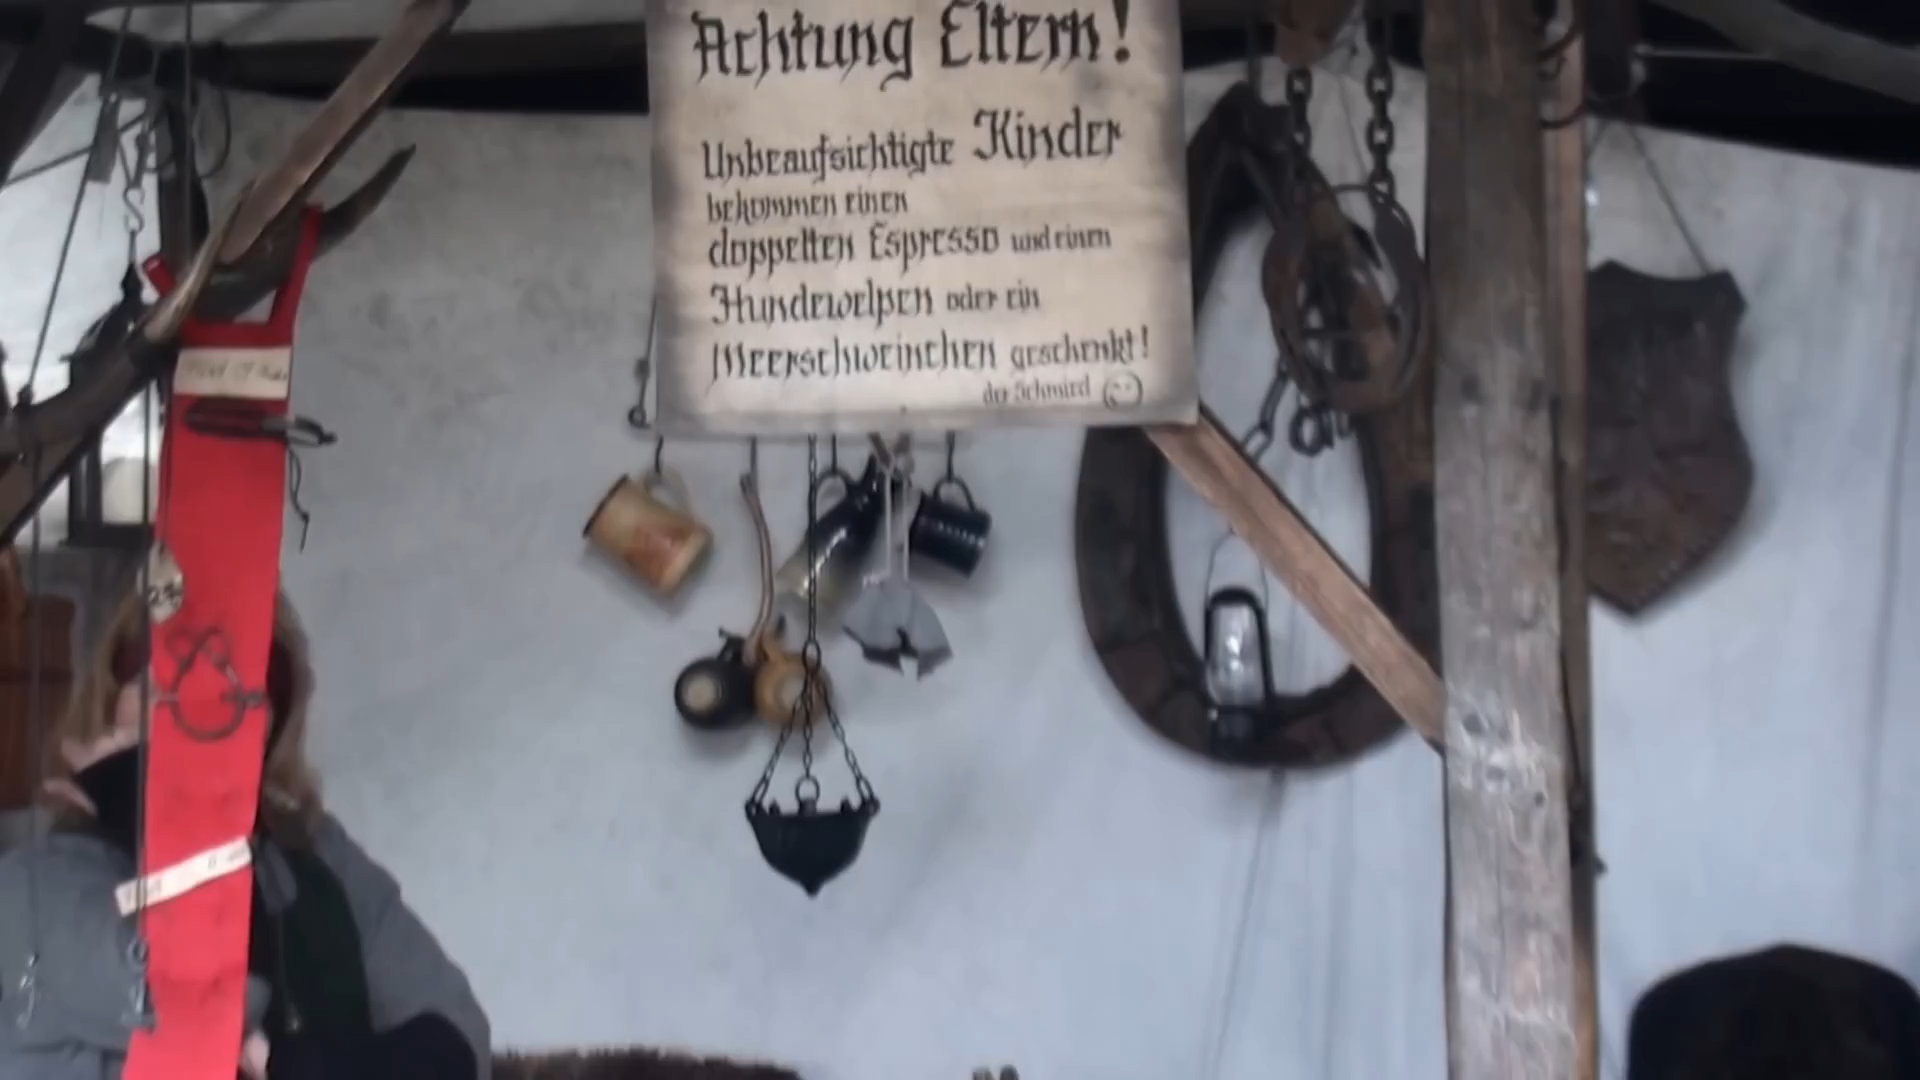 Achtung Eltern!
Unbeaufsichtigte Kinder
bekommen einen
doppelten Espresso und einen
Hundewelpen oder ein
Meerschweinchen geschenkt!
der Schmied